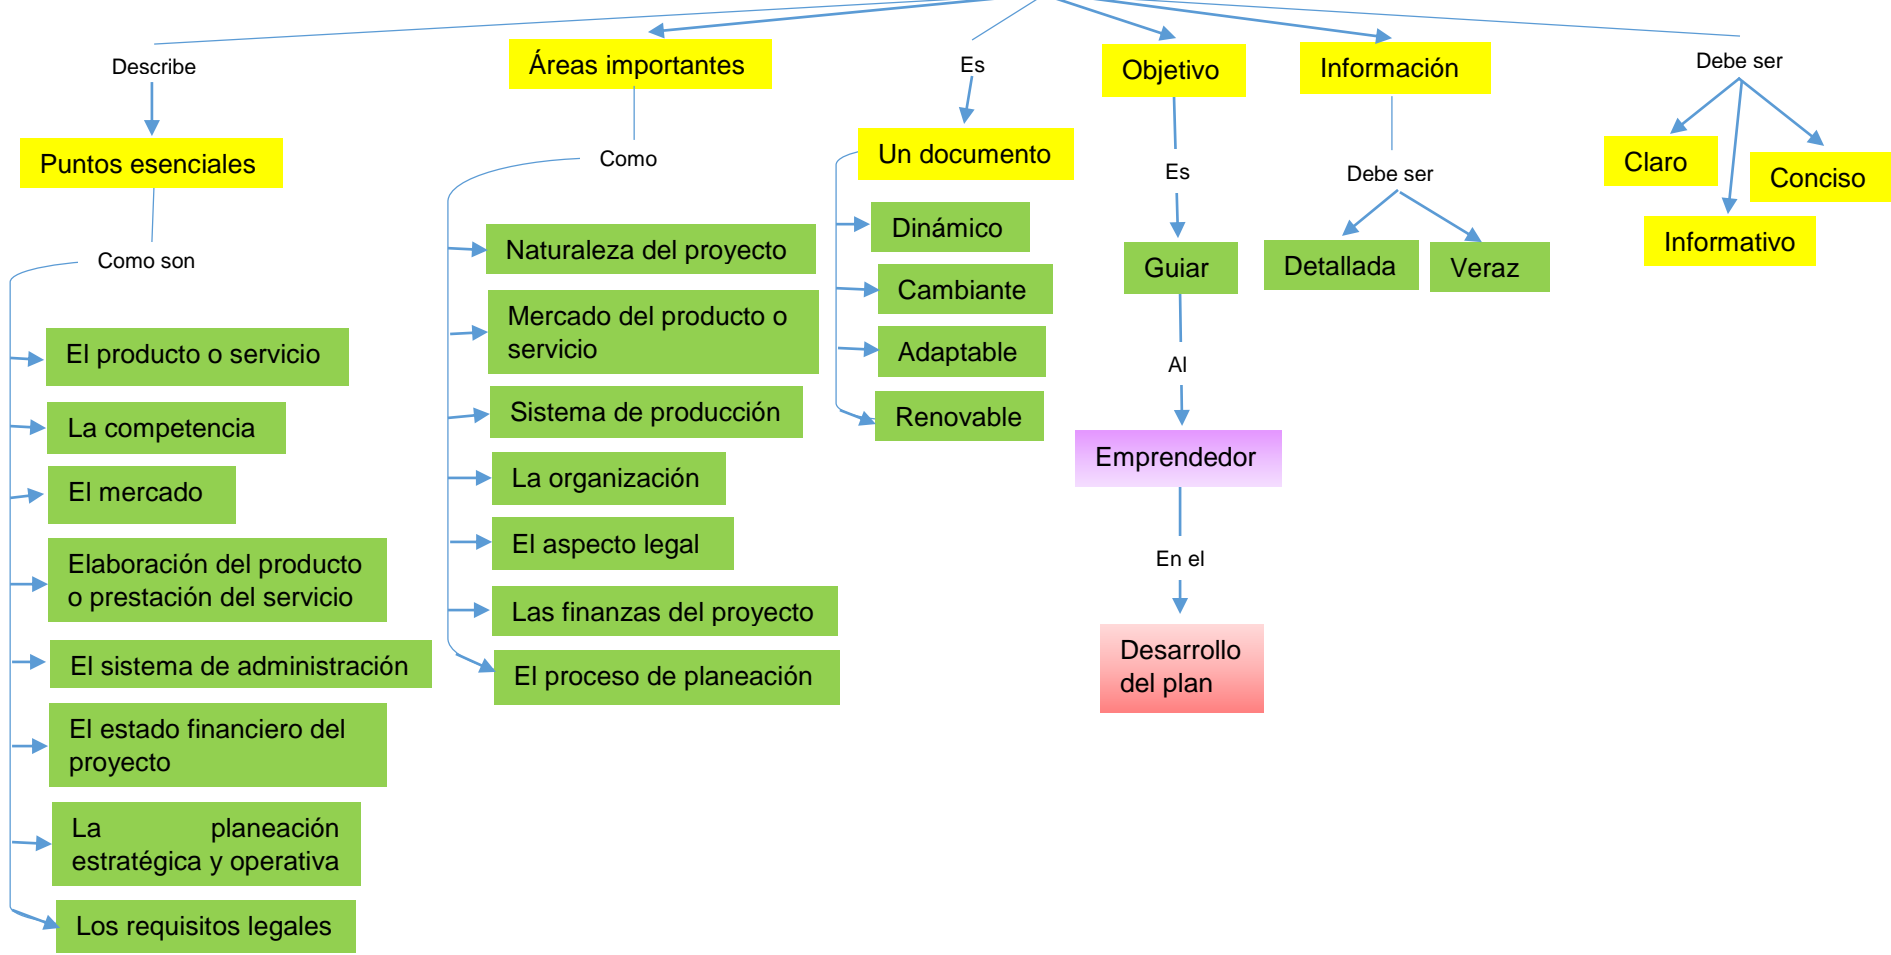 Describe
Puntos esenciales
Como son
El producto o servicio
La competencia
El mercado
Elaboración del producto
o prestación del servicio
El sistema de administración
El estado financiero del
proyecto
La planeación
estratégica y operativa
Los requisitos legales
Áreas importantes
Como
Naturaleza del proyecto
Mercado del producto o
servicio
Sistema de producción
La organización
El aspecto legal
Las finanzas del proyecto
El proceso de planeación
Es
Un documento
Dinámico
Cambiante
Adaptable
Renovable
Objetivo
Es
Guiar
Al
Emprendedor
En el
Desarrollo
del plan
Información
Debe ser
Detallada
Veraz
Debe ser
Claro
Conciso
Informativo